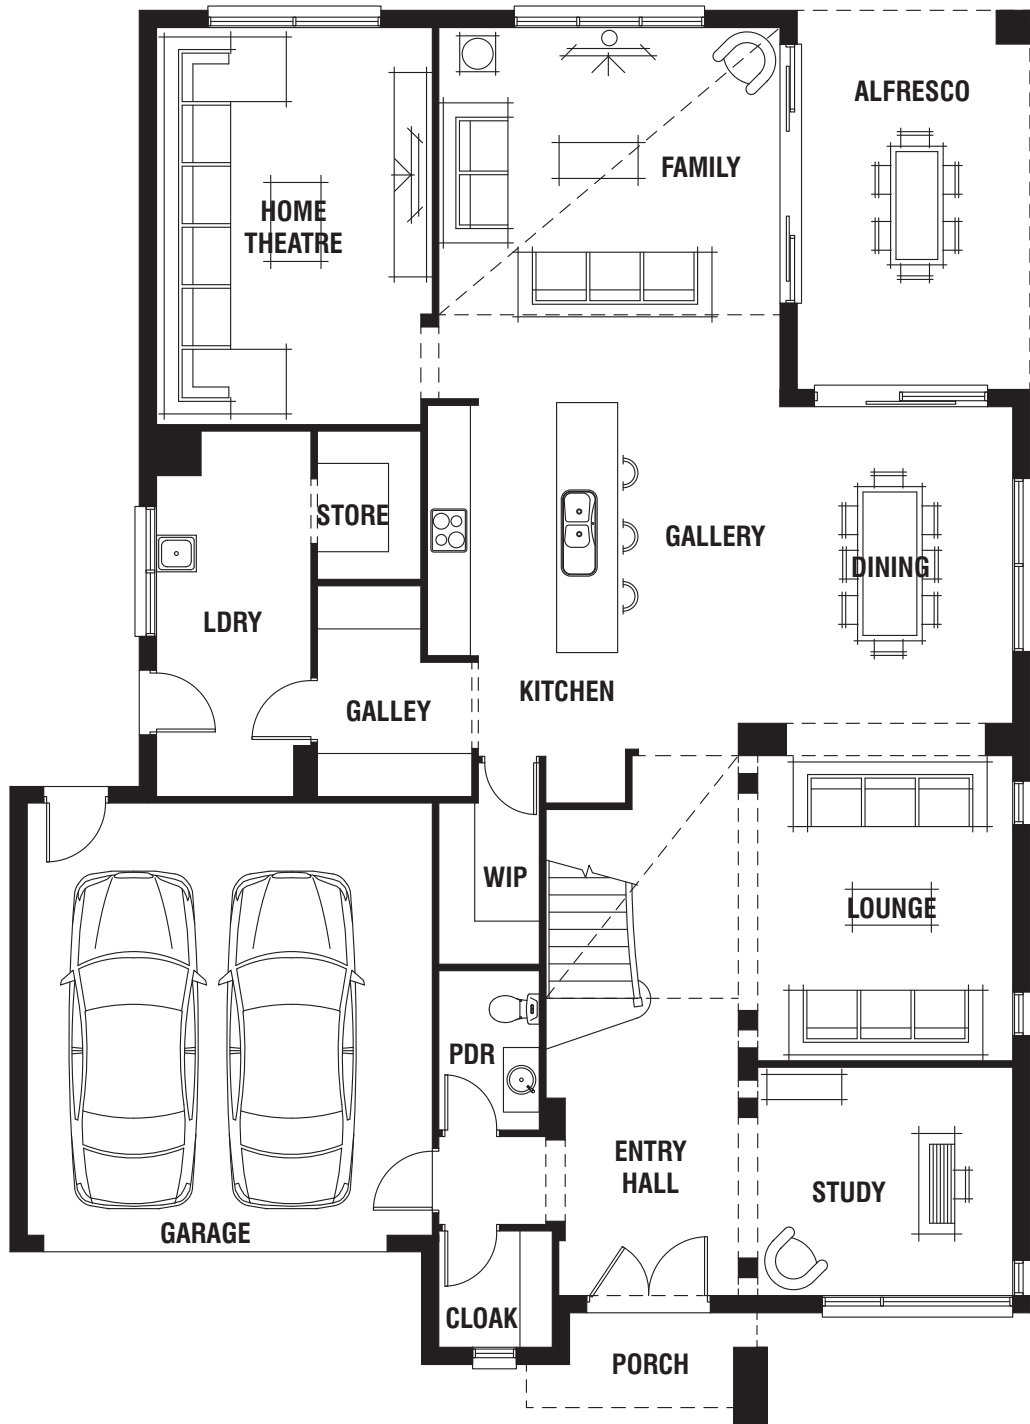 ALFRESCO
FAMILY
HOME
THEATRE
STORE
GALLERY
DINING
LDRY
KITCHEN
GALLEY
WIP
LOUNGE
PDR
ENTRY
HALL
STUDY
GARAGE
CLOAK
PORCH